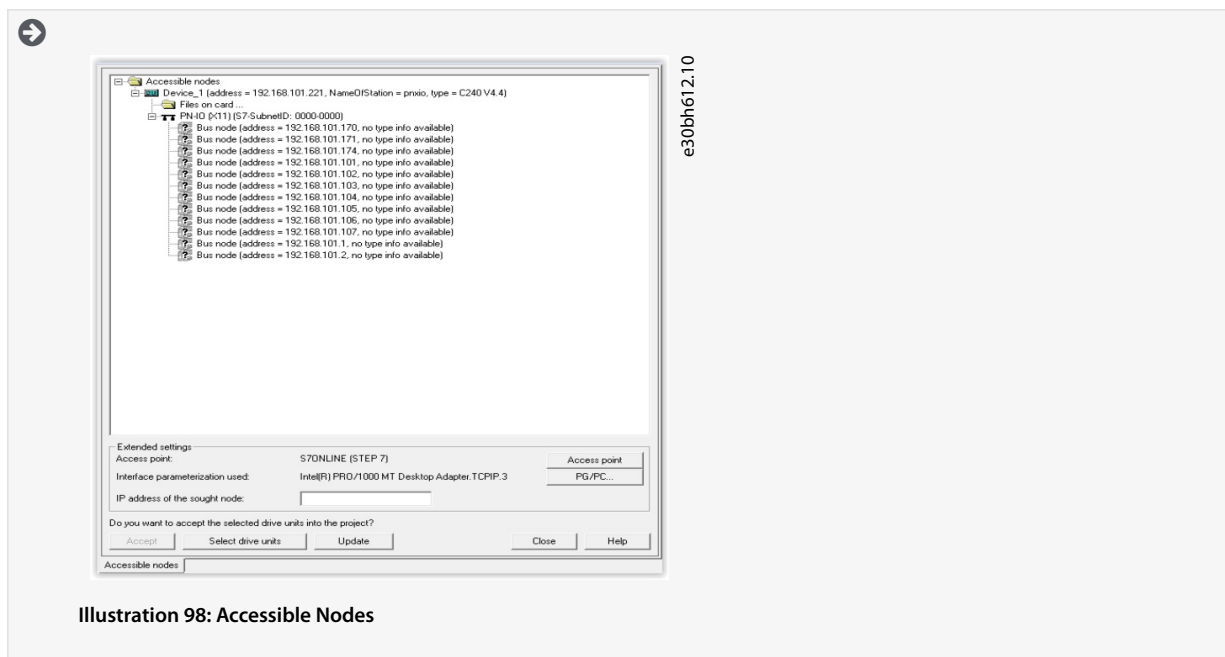 Accessible nodes
Device_1 (address = 192.168.101.221, NameOfStation = pnxio, type = C240 V4.4)
Files on card ...
PN-IO (X11) (S7-SubnetID: 0000-0000)
Bus node (address = 192.168.101.170, no type info available)
Bus node (address = 192.168.101.171, no type info available)
Bus node (address = 192.168.101.174, no type info available)
Bus node (address = 192.168.101.101, no type info available)
Bus node (address = 192.168.101.102, no type info available)
Bus node (address = 192.168.101.103, no type info available)
Bus node (address = 192.168.101.104, no type info available)
Bus node (address = 192.168.101.105, no type info available)
Bus node (address = 192.168.101.106, no type info available)
Bus node (address = 192.168.101.107, no type info available)
Bus node (address = 192.168.101.1, no type info available)
Bus node (address = 192.168.101.2, no type info available)
Extended settings
Access point: S7ONLINE (STEP 7) Access point
Interface parameterization used: Intel(R) PRO/1000 MT Desktop Adapter.TCPIP.3 PG/PC...
IP address of the sought node:
Do you want to accept the selected drive units into the project?
Accept Select drive units Update Close Help
Accessible nodes
e30bh612.10
Illustration 98: Accessible Nodes